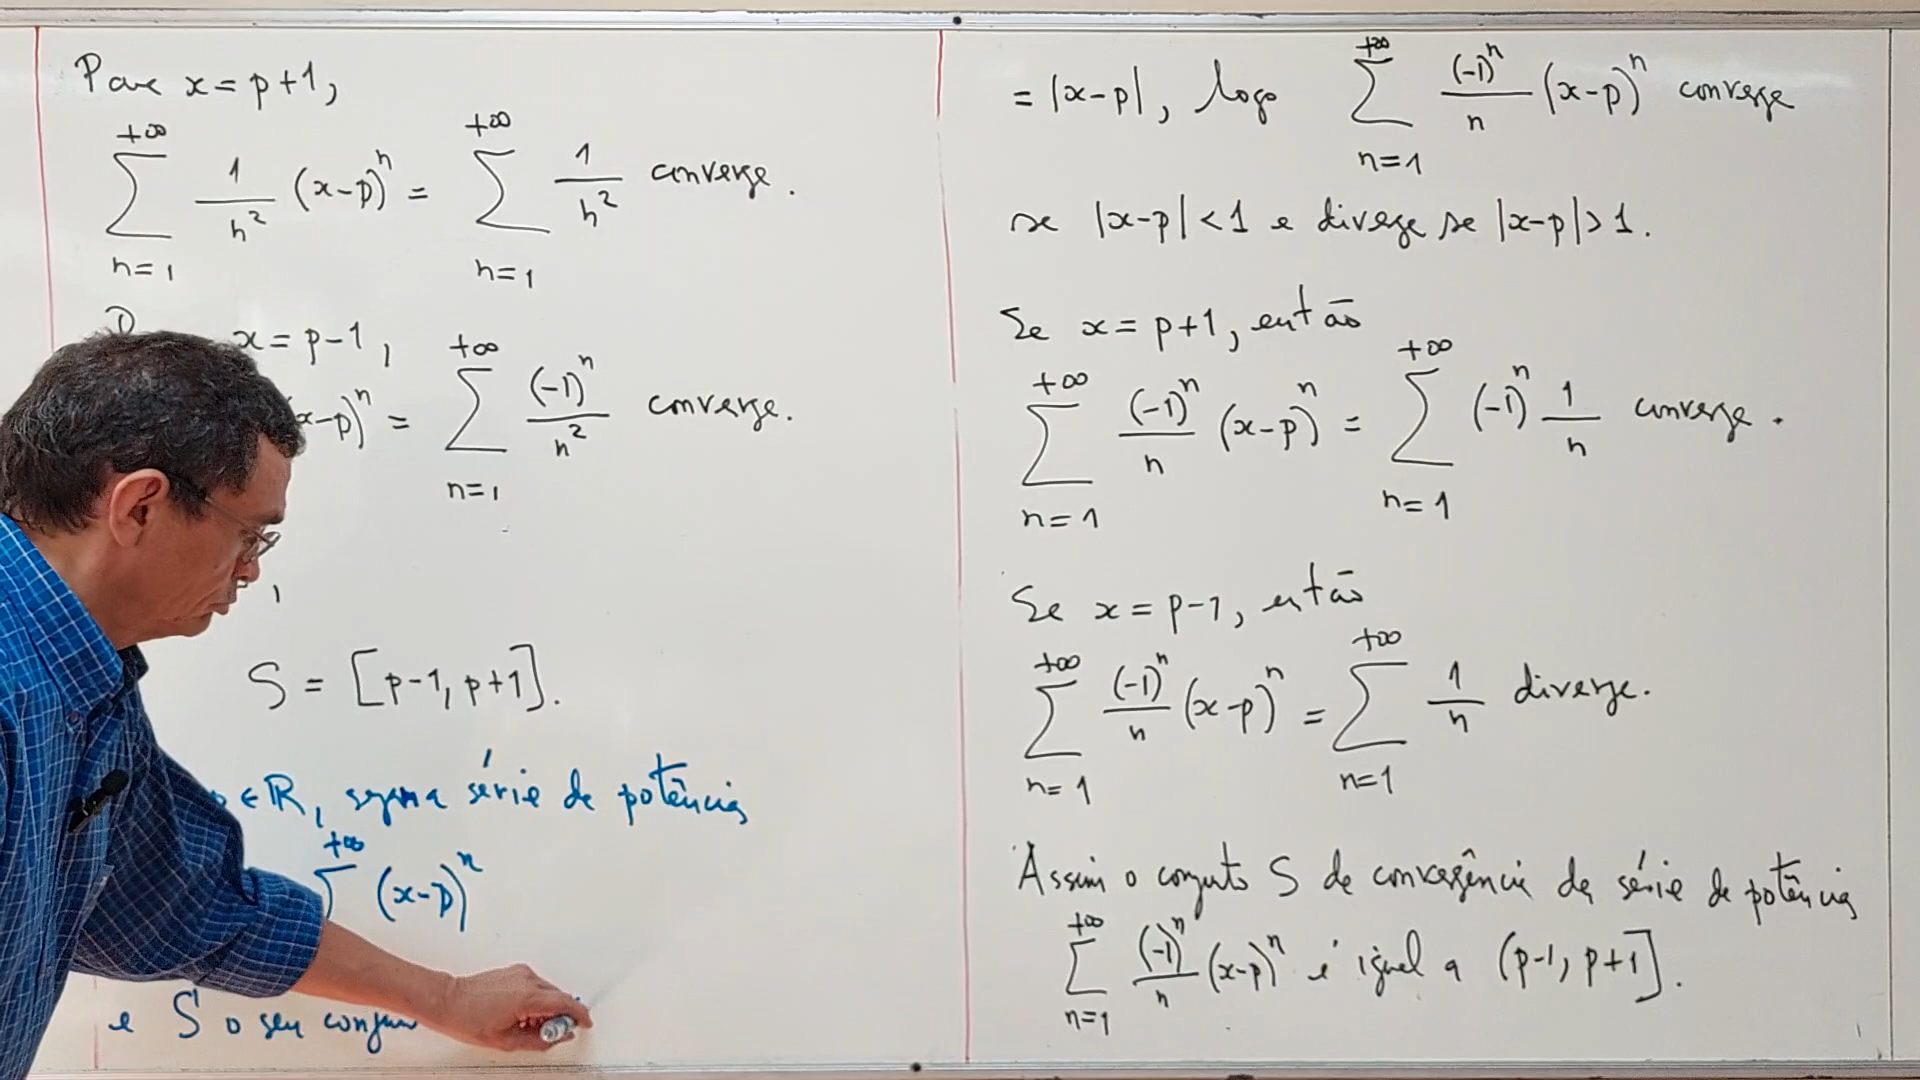 Para x = p+1,
+∞ ∑ n=1 1/n² (x-p)ⁿ = +∞ ∑ n=1 1/n² converge.
x = p-1,
x-p)ⁿ = +∞ ∑ n=1 (-1)ⁿ/n² converge.
S = [p-1, p+1].
∈ ℝ, seja a série de potências
+∞ ∑ (x-p)ⁿ
e S o seu conjun
= |x-p|, logo +∞ ∑ n=1 (-1)ⁿ/n (x-p)ⁿ converge
se |x-p| < 1 e diverge se |x-p| > 1.
Se x = p+1, então
+∞ ∑ n=1 (-1)ⁿ/n (x-p)ⁿ = +∞ ∑ n=1 (-1)ⁿ 1/n converge.
Se x = p-1, então
+∞ ∑ n=1 (-1)ⁿ/n (x-p)ⁿ = +∞ ∑ n=1 1/n diverge.
Assim o conjunto S de convergência da série de potências
+∞ ∑ n=1 (-1)ⁿ/n (x-p)ⁿ é igual a (p-1, p+1].